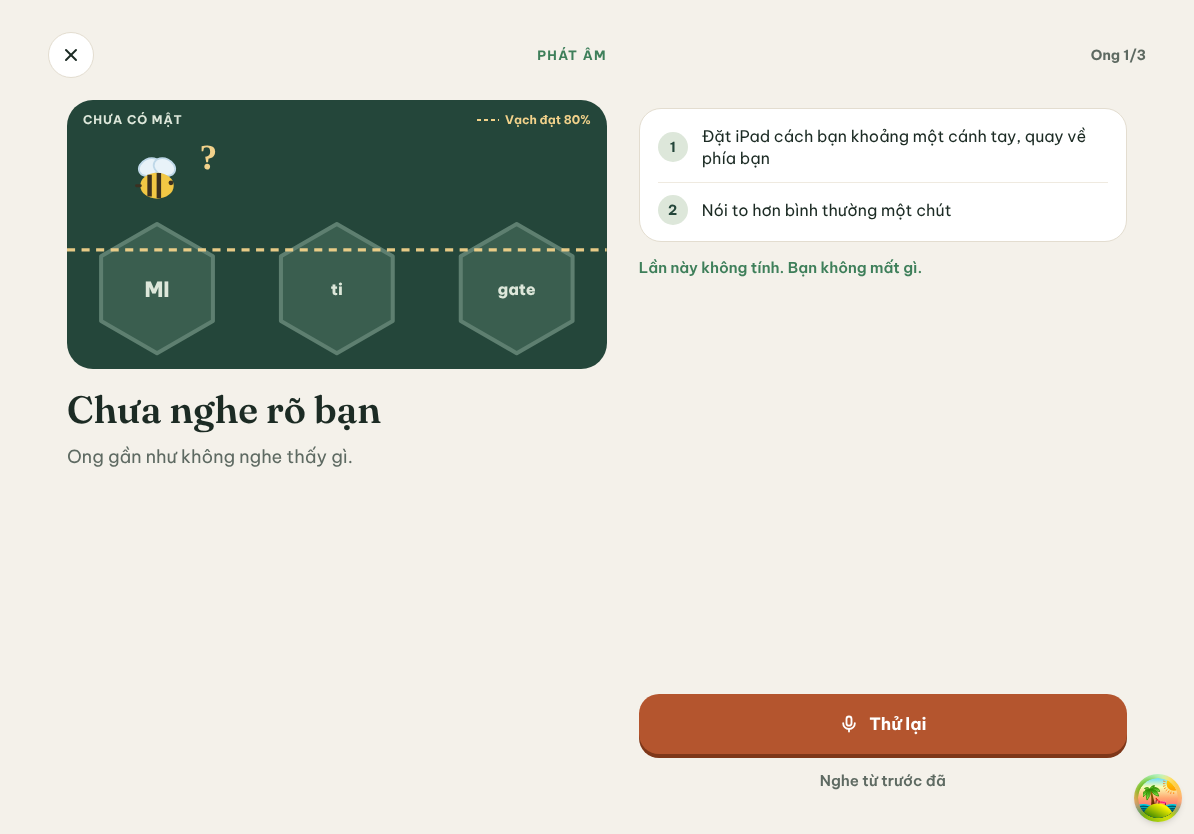 PHÁT ÂM
Ong 1/3
CHƯA CÓ MẬT
Vạch đạt 80%
?
MI
ti
gate
Chưa nghe rõ bạn
Ong gần như không nghe thấy gì.
1
Đặt iPad cách bạn khoảng một cánh tay, quay về
phía bạn
2
Nói to hơn bình thường một chút
Lần này không tính. Bạn không mất gì.
Thử lại
Nghe từ trước đã